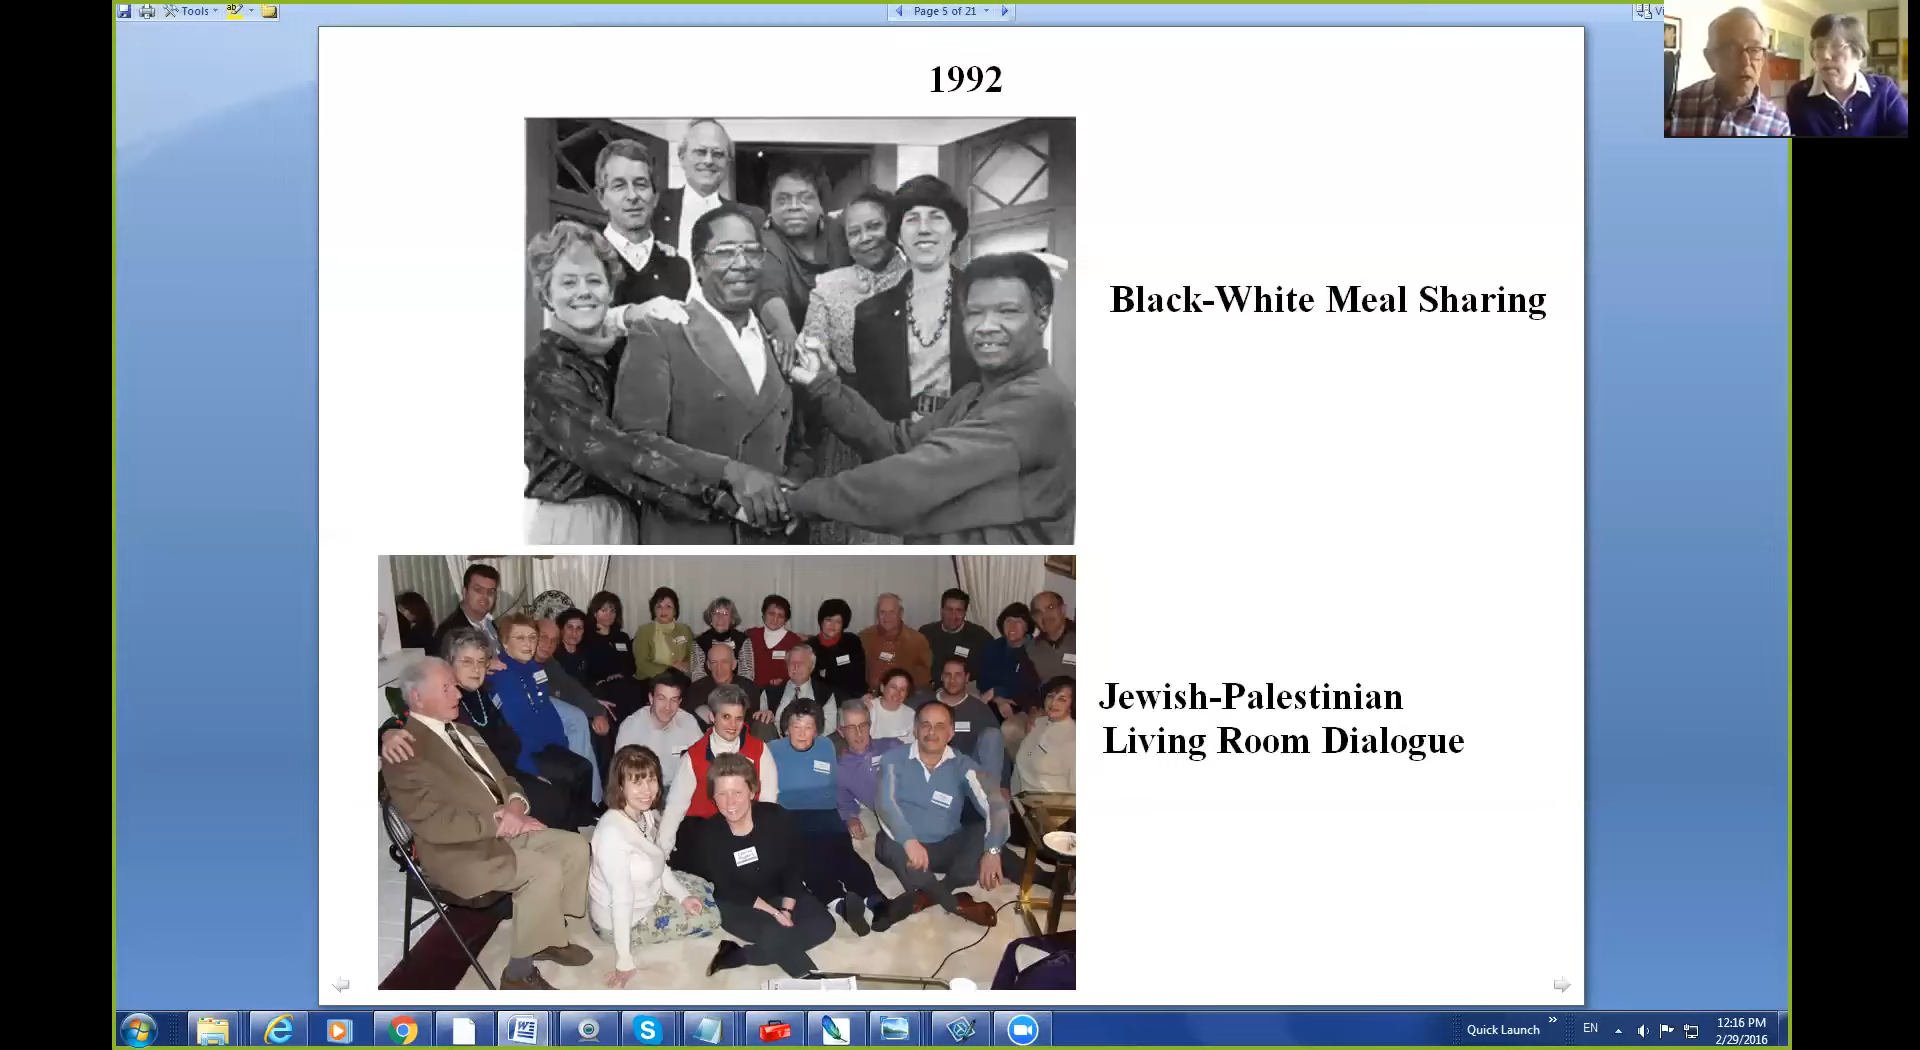 Tools
Page 5 of 21
1992
Black-White Meal Sharing
Jewish-Palestinian
Living Room Dialogue
Quick Launch
EN
12:16 PM
2/29/2016